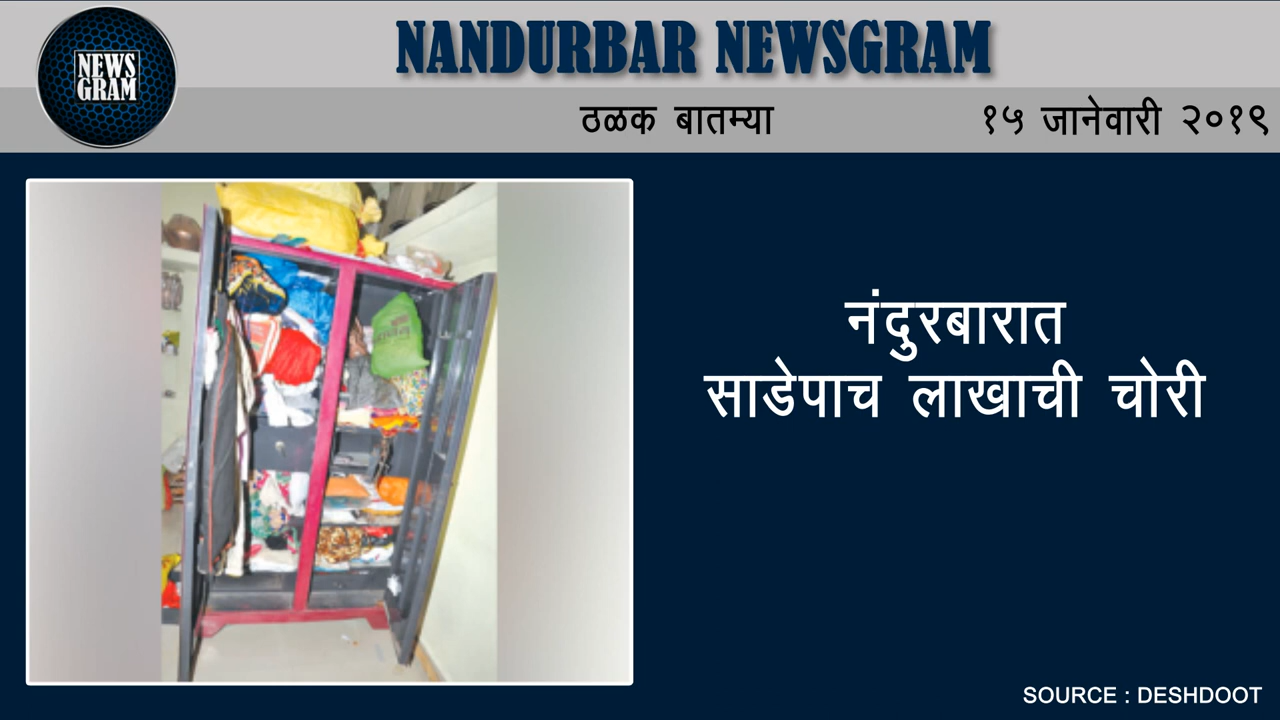 NEWS
GRAM
NANDURBAR NEWSGRAM
ठळक बातम्या
१५ जानेवारी २०१९
नंदुरबारात
साडेपाच लाखाची चोरी
SOURCE : DESHDOOT